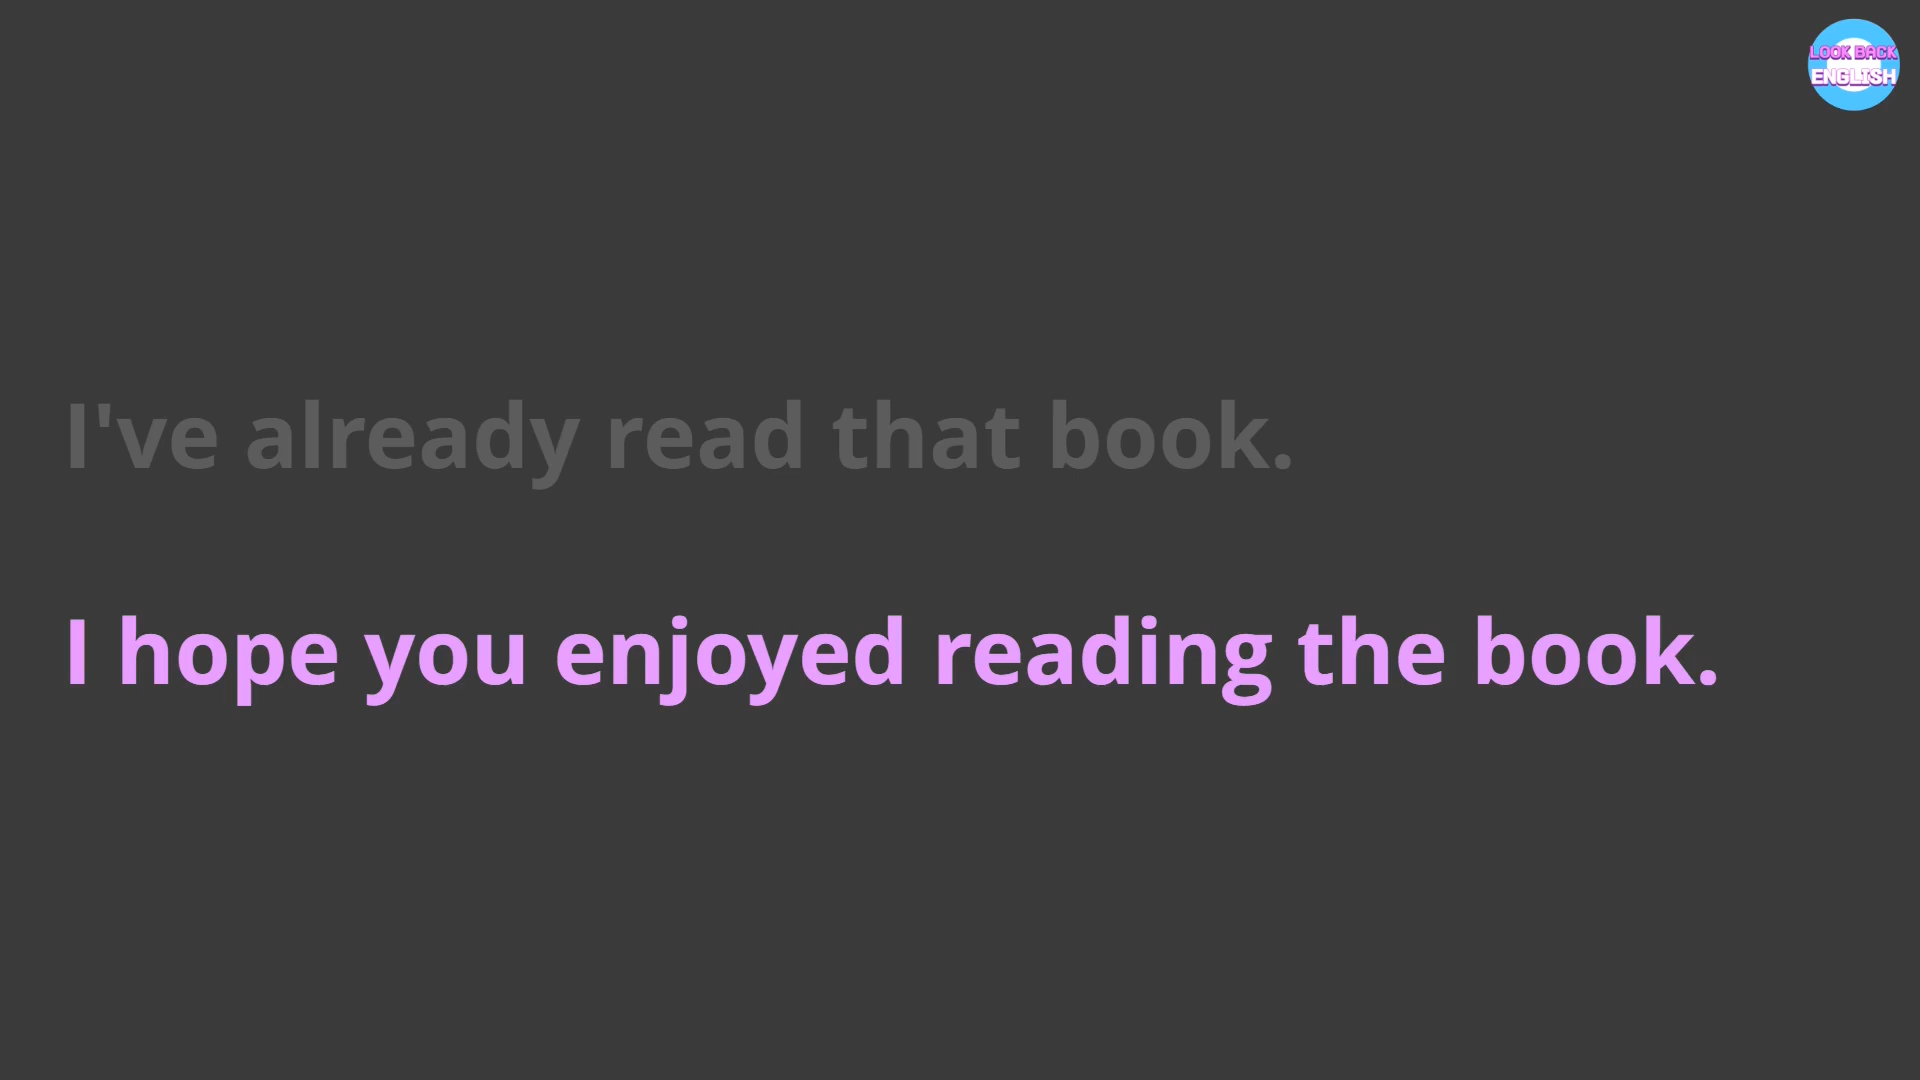 LOOK BACK
ENGLISH
I've already read that book.
I hope you enjoyed reading the book.